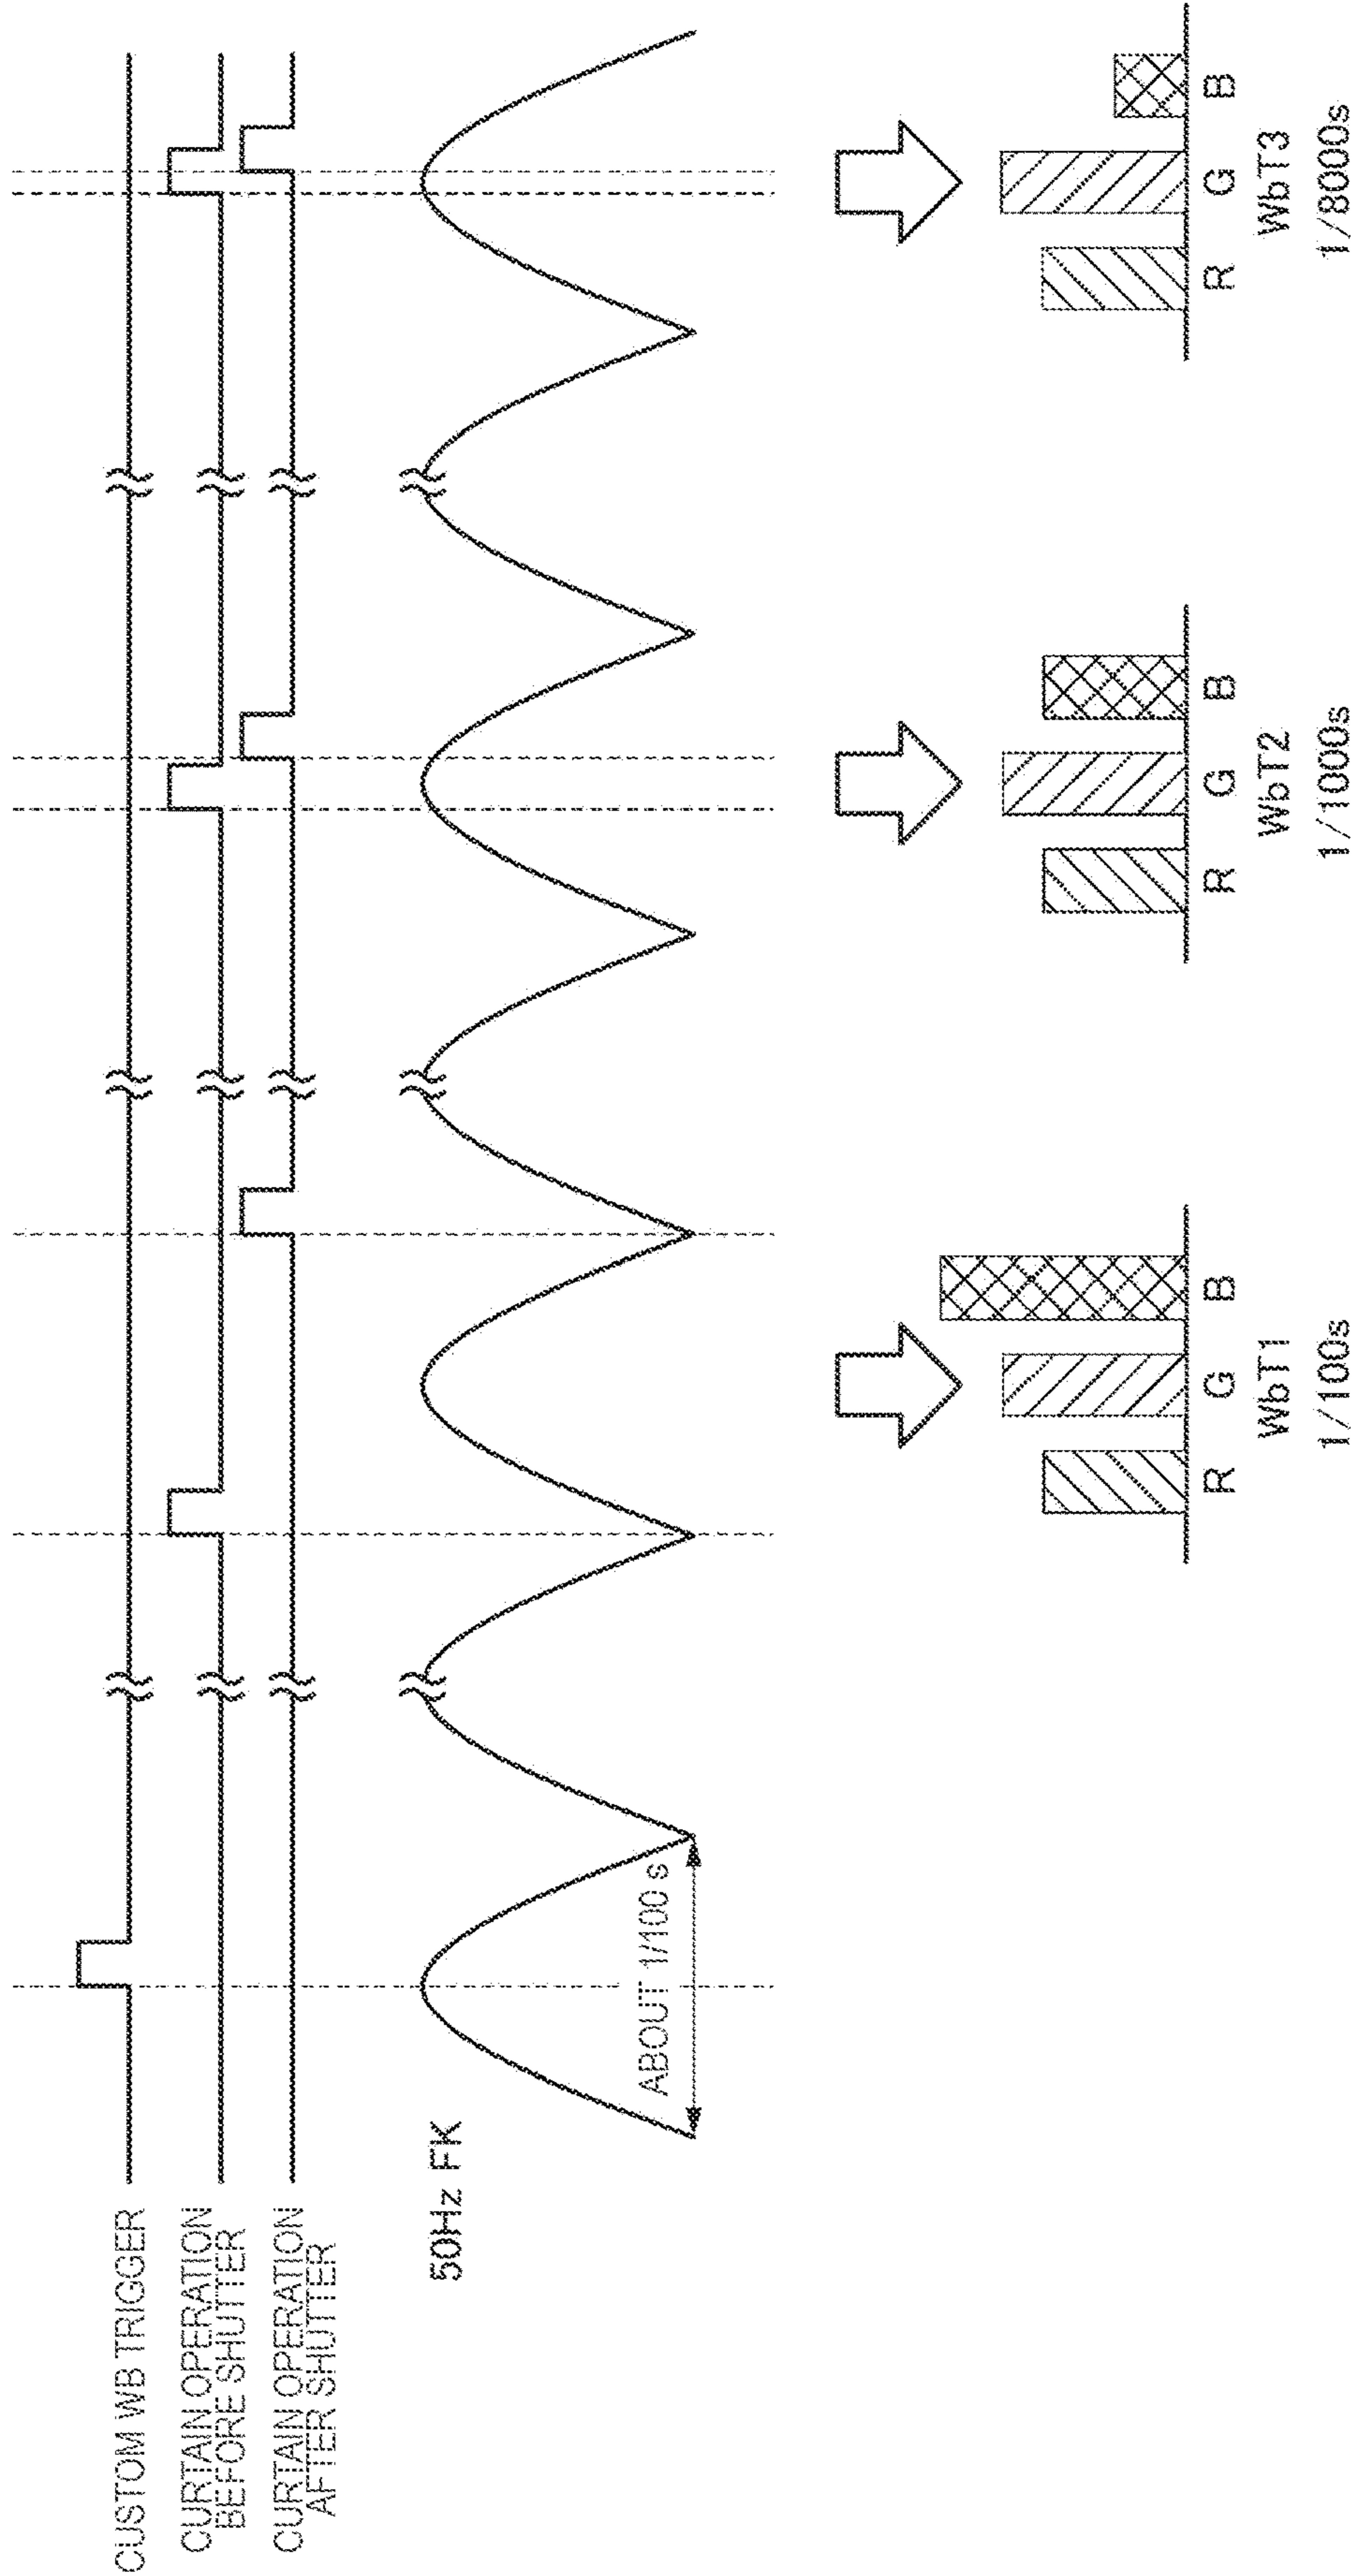 CUSTOM WB TRIGGER
CURTAIN OPERATION
BEFORE SHUTTER
CURTAIN OPERATION
AFTER SHUTTER
50Hz FK
ABOUT 1/100 s
R G B
WbT1
1/100s
R G B
WbT2
1/1000s
R G B
WbT3
1/8000s